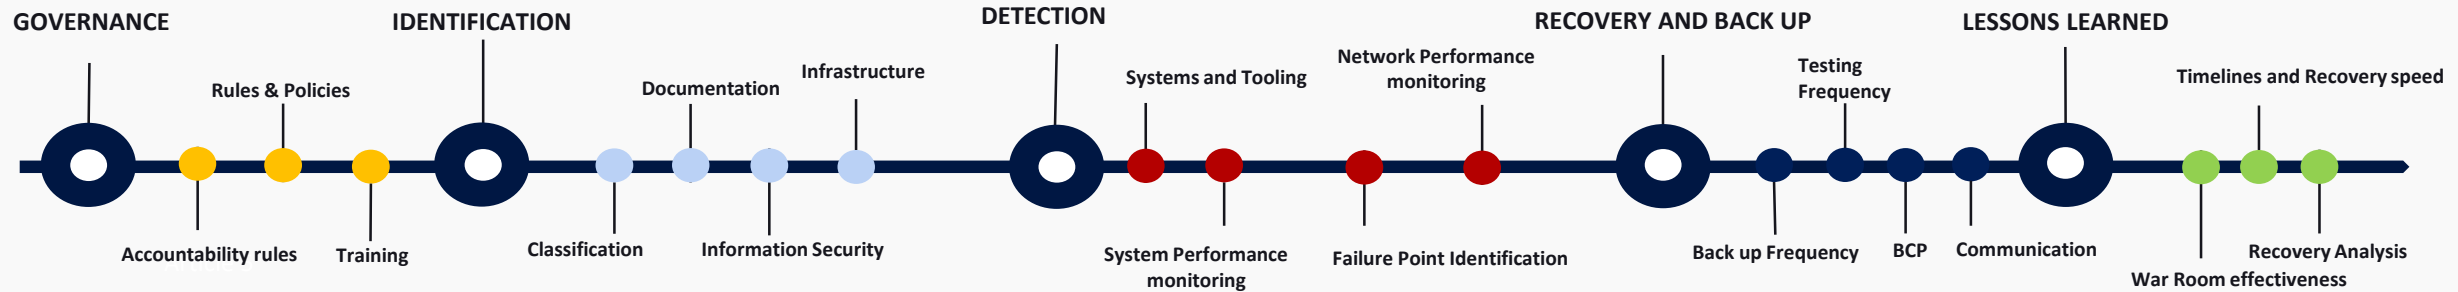 GOVERNANCE
IDENTIFICATION
DETECTION
RECOVERY AND BACK UP
LESSONS LEARNED
Rules & Policies
Documentation
Infrastructure
Systems and Tooling
Network Performance
monitoring
Testing
Frequency
Timelines and Recovery speed
Accountability rules
Training
Classification
Information Security
System Performance
monitoring
Failure Point Identification
Back up Frequency
BCP
Communication
War Room effectiveness
Recovery Analysis